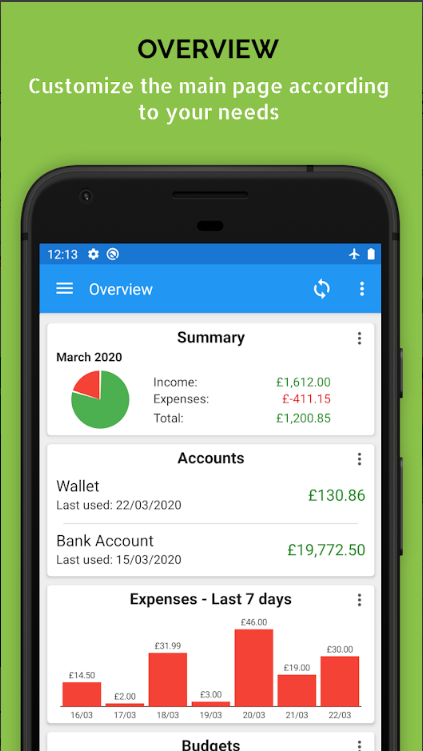 OVERVIEW
Customize the main page according
to your needs
12:13
Overview
Summary
March 2020
Income: £1,612.00
Expenses: £-411.15
Total: £1,200.85
Accounts
Wallet
Last used: 22/03/2020
£130.86
Bank Account
Last used: 15/03/2020
£19,772.50
Expenses - Last 7 days
£14.50 £2.00 £31.99 £3.00 £46.00 £19.00 £30.00
16/03 17/03 18/03 19/03 20/03 21/03 22/03
Budgets